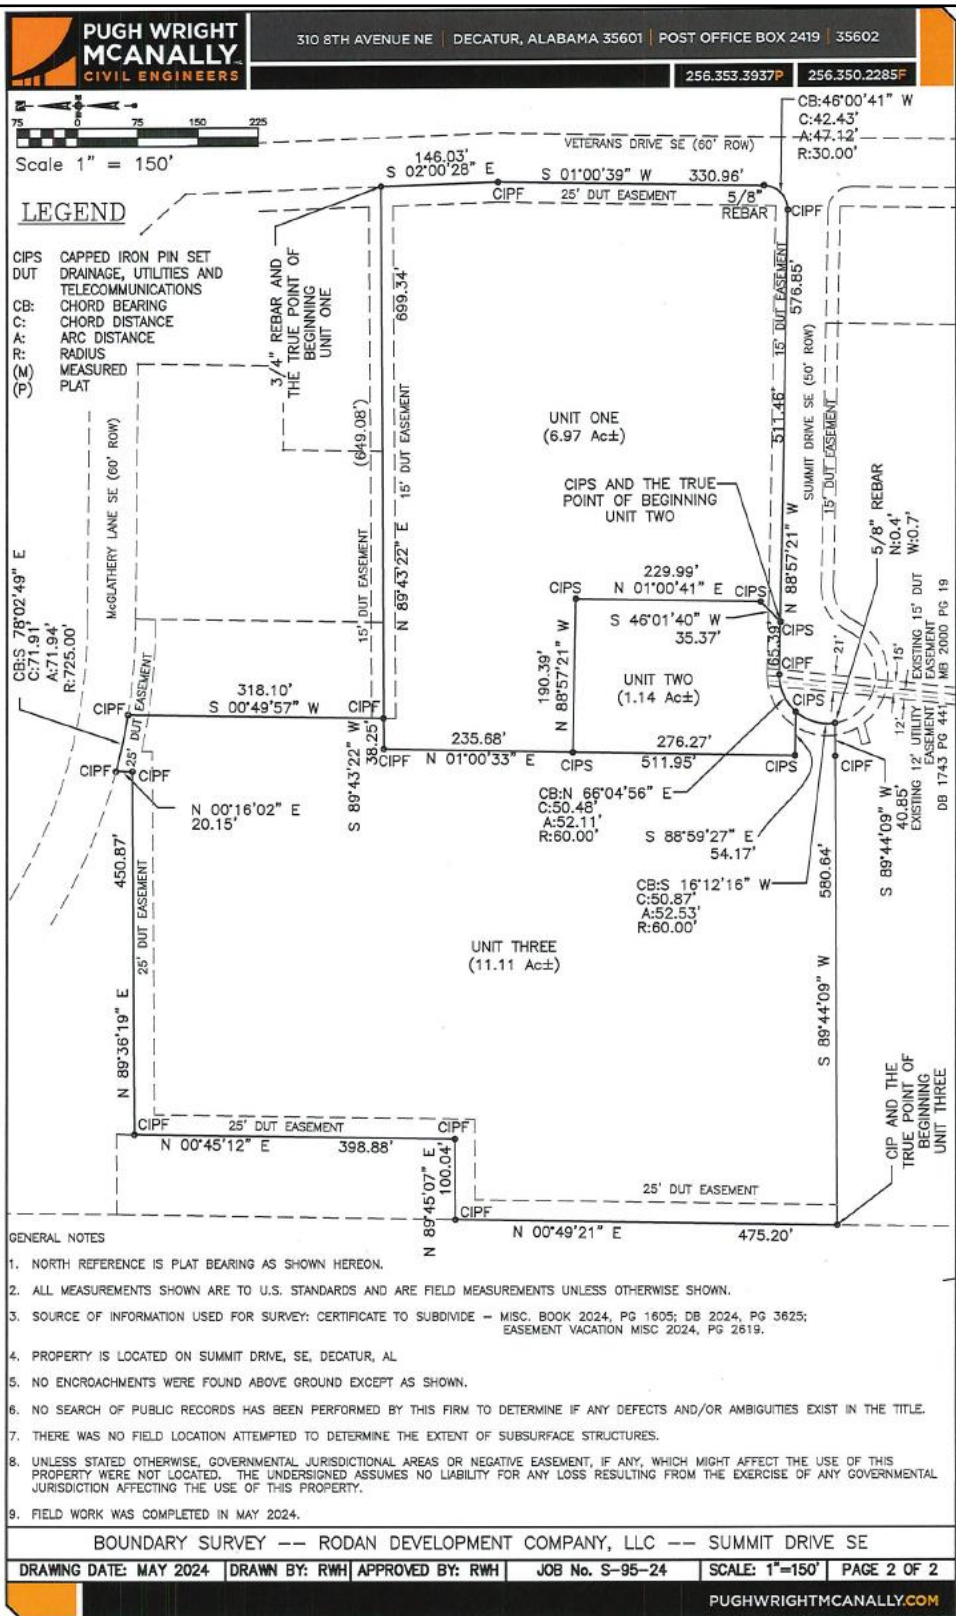 PUGH WRIGHT
MCANALLY
CIVIL ENGINEERS
310 8TH AVENUE NE | DECATUR, ALABAMA 35601 | POST OFFICE BOX 2419 | 35602
256.353.3937P
256.350.2285F
75 0 75 150 225
Scale 1" = 150'
LEGEND
CIPS CAPPED IRON PIN SET
DUT DRAINAGE, UTILITIES AND
TELECOMMUNICATIONS
CB: CHORD BEARING
C: CHORD DISTANCE
A: ARC DISTANCE
R: RADIUS
(M) MEASURED
(P) PLAT
VETERANS DRIVE SE (60' ROW)
CB:46°00'41" W
C:42.43'
A:47.12'
R:30.00'
146.03'
S 02°00'28" E
S 01°00'39" W 330.96'
CIPF
25' DUT EASEMENT
5/8"
REBAR
CIPF
3/4" REBAR AND
THE TRUE POINT OF
BEGINNING
UNIT ONE
699.34'
(649.08')
15' DUT EASEMENT
15' DUT EASEMENT
N 89°43'22" E
15' DUT EASEMENT
576.85'
511.46'
SUMMIT DRIVE SE (50' ROW)
15' DUT EASEMENT
N 88°57'21" W
UNIT ONE
(6.97 Ac±)
CIPS AND THE TRUE
POINT OF BEGINNING
UNIT TWO
5/8" REBAR
N:0.4'
W:0.7'
McGLATHERY LANE SE (60' ROW)
CB:S 78°02'49" E
C:71.91'
A:71.94'
R:725.00'
229.99'
CIPS
N 01°00'41" E
CIPS
S 46°01'40" W
35.37'
CIPS
(65.39')
CIPF
190.39'
N 88°57'21" W
UNIT TWO
(1.14 Ac±)
CIPS
21'
15'
12'
EXISTING 15' DUT
EASEMENT
MB 2000 PG 19
EXISTING 12' UTILITY
EASEMENT
DB 1743 PG 441
318.10'
CIPF
S 00°49'57" W
CIPF
25' DUT EASEMENT
CIPF
CIPF
N 00°16'02" E
20.15'
S 89°43'22" W
38.25'
CIPF
235.68'
N 01°00'33" E
CIPS
276.27'
511.95'
CIPS
CIPF
CB:N 66°04'56" E
C:50.48'
A:52.11'
R:60.00'
S 88°59'27" E
54.17'
CB:S 16°12'16" W
C:50.87'
A:52.53'
R:60.00'
S 89°44'09" W
40.85'
580.64'
S 89°44'09" W
450.87'
25' DUT EASEMENT
N 89°36'19" E
UNIT THREE
(11.11 Ac±)
CIP AND THE
TRUE POINT OF
BEGINNING
UNIT THREE
CIPF
25' DUT EASEMENT
CIPF
N 00°45'12" E 398.88'
N 89°45'07" E
100.04'
CIPF
25' DUT EASEMENT
N 00°49'21" E 475.20'
GENERAL NOTES
1. NORTH REFERENCE IS PLAT BEARING AS SHOWN HEREON.
2. ALL MEASUREMENTS SHOWN ARE TO U.S. STANDARDS AND ARE FIELD MEASUREMENTS UNLESS OTHERWISE SHOWN.
3. SOURCE OF INFORMATION USED FOR SURVEY: CERTIFICATE TO SUBDIVIDE – MISC. BOOK 2024, PG 1605; DB 2024, PG 3625;
EASEMENT VACATION MISC 2024, PG 2619.
4. PROPERTY IS LOCATED ON SUMMIT DRIVE, SE, DECATUR, AL
5. NO ENCROACHMENTS WERE FOUND ABOVE GROUND EXCEPT AS SHOWN.
6. NO SEARCH OF PUBLIC RECORDS HAS BEEN PERFORMED BY THIS FIRM TO DETERMINE IF ANY DEFECTS AND/OR AMBIGUITIES EXIST IN THE TITLE.
7. THERE WAS NO FIELD LOCATION ATTEMPTED TO DETERMINE THE EXTENT OF SUBSURFACE STRUCTURES.
8. UNLESS STATED OTHERWISE, GOVERNMENTAL JURISDICTIONAL AREAS OR NEGATIVE EASEMENT, IF ANY, WHICH MIGHT AFFECT THE USE OF THIS
PROPERTY WERE NOT LOCATED. THE UNDERSIGNED ASSUMES NO LIABILITY FOR ANY LOSS RESULTING FROM THE EXERCISE OF ANY GOVERNMENTAL
JURISDICTION AFFECTING THE USE OF THIS PROPERTY.
9. FIELD WORK WAS COMPLETED IN MAY 2024.
BOUNDARY SURVEY –– RODAN DEVELOPMENT COMPANY, LLC –– SUMMIT DRIVE SE
DRAWING DATE: MAY 2024 DRAWN BY: RWH APPROVED BY: RWH JOB No. S-95-24 SCALE: 1"=150' PAGE 2 OF 2
PUGHWRIGHTMCANALLY.COM